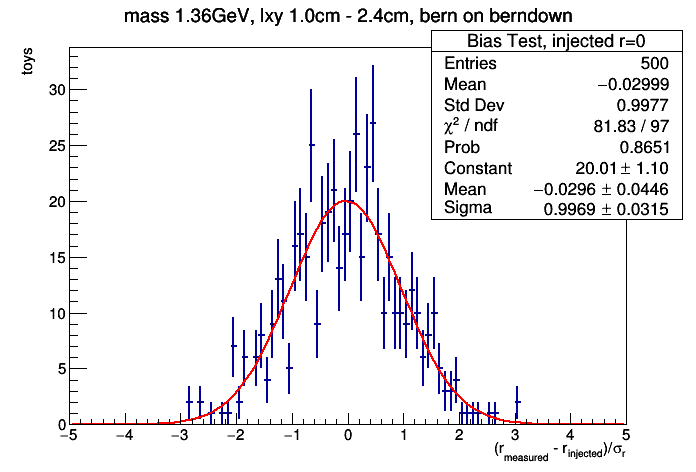 mass 1.36GeV, lxy 1.0cm - 2.4cm, bern on berndown
Bias Test, injected r=0
Entries 500
Mean −0.02999
Std Dev 0.9977
χ² / ndf 81.83 / 97
Prob 0.8651
Constant 20.01 ± 1.10
Mean −0.0296 ± 0.0446
Sigma 0.9969 ± 0.0315
toys
30
25
20
15
10
5
0
−5 −4 −3 −2 −1 0 1 2 3 4 5
(r_measured - r_injected)/σ_r